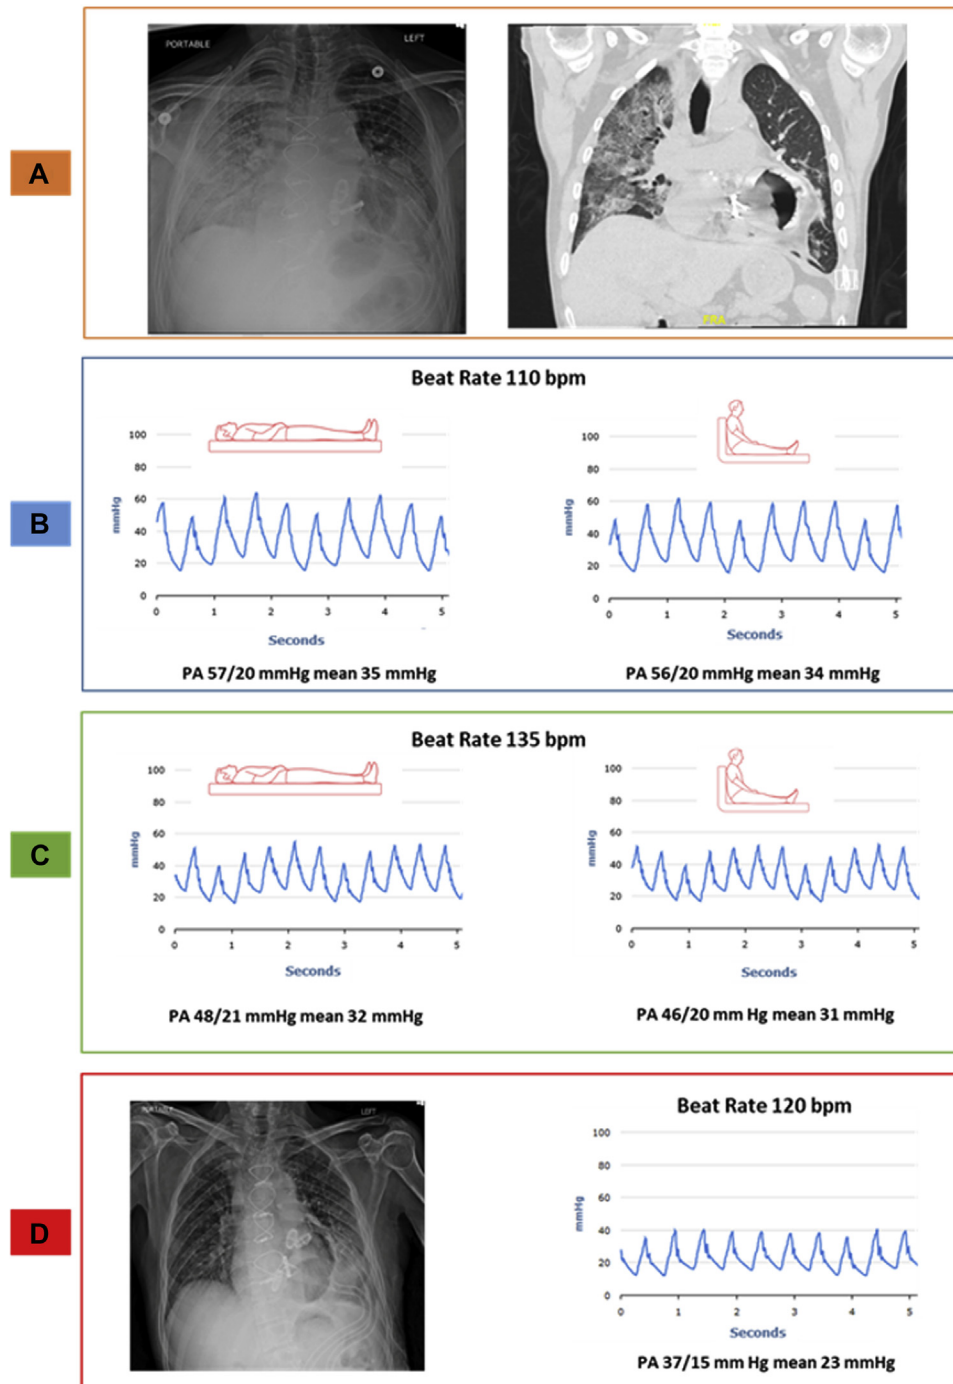 A
PORTABLE
LEFT
FRA
B
Beat Rate 110 bpm
100
80
60
40
20
0
mmHg
0 1 2 3 4 5
Seconds
PA 57/20 mmHg mean 35 mmHg
100
80
60
40
20
0
mmHg
0 1 2 3 4 5
Seconds
PA 56/20 mmHg mean 34 mmHg
C
Beat Rate 135 bpm
100
80
60
40
20
0
mmHg
0 1 2 3 4 5
Seconds
PA 48/21 mmHg mean 32 mmHg
100
80
60
40
20
0
mmHg
0 1 2 3 4 5
Seconds
PA 46/20 mm Hg mean 31 mmHg
D
PORTABLE
LEFT
Beat Rate 120 bpm
100
80
60
40
20
0
mmHg
0 1 2 3 4 5
Seconds
PA 37/15 mm Hg mean 23 mmHg